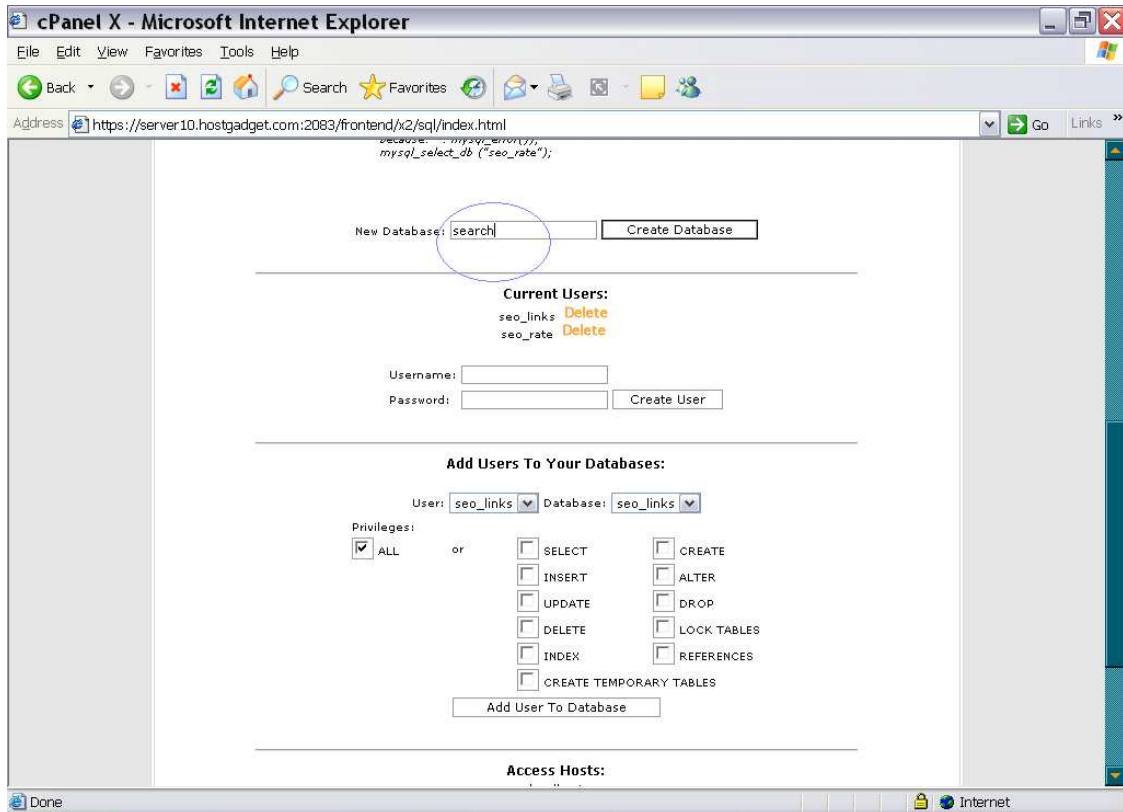 cPanel X - Microsoft Internet Explorer
File Edit View Favorites Tools Help
Back Search Favorites
Address https://server10.hostgadget.com:2083/frontend/x2/sql/index.html Go Links »
because: " . mysql_error());
mysql_select_db ("seo_rate");
New Database: search Create Database
Current Users:
seo_links Delete
seo_rate Delete
Username:
Password: Create User
Add Users To Your Databases:
User: seo_links Database: seo_links
Privileges:
ALL or SELECT CREATE
INSERT ALTER
UPDATE DROP
DELETE LOCK TABLES
INDEX REFERENCES
CREATE TEMPORARY TABLES
Add User To Database
Access Hosts:
Done Internet